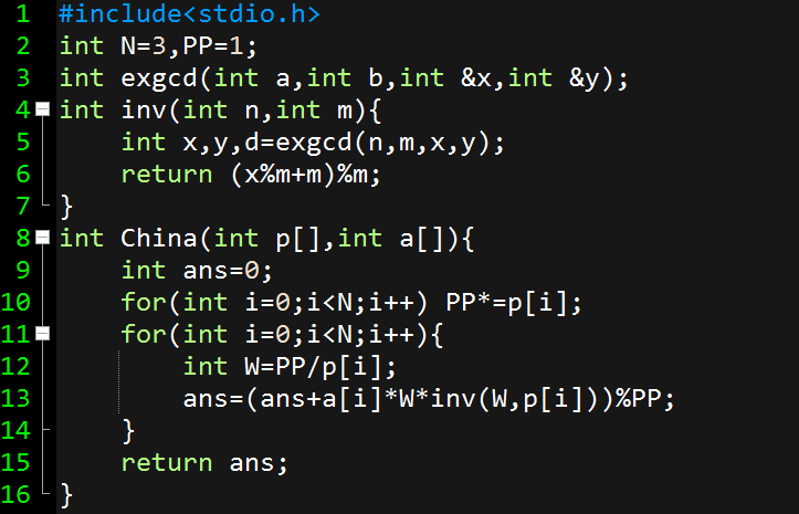 1 #include<stdio.h>
2 int N=3,PP=1;
3 int exgcd(int a,int b,int &x,int &y);
4 int inv(int n,int m){
5     int x,y,d=exgcd(n,m,x,y);
6     return (x%m+m)%m;
7 }
8 int China(int p[],int a[]){
9     int ans=0;
10     for(int i=0;i<N;i++) PP*=p[i];
11     for(int i=0;i<N;i++){
12         int W=PP/p[i];
13         ans=(ans+a[i]*W*inv(W,p[i]))%PP;
14     }
15     return ans;
16 }